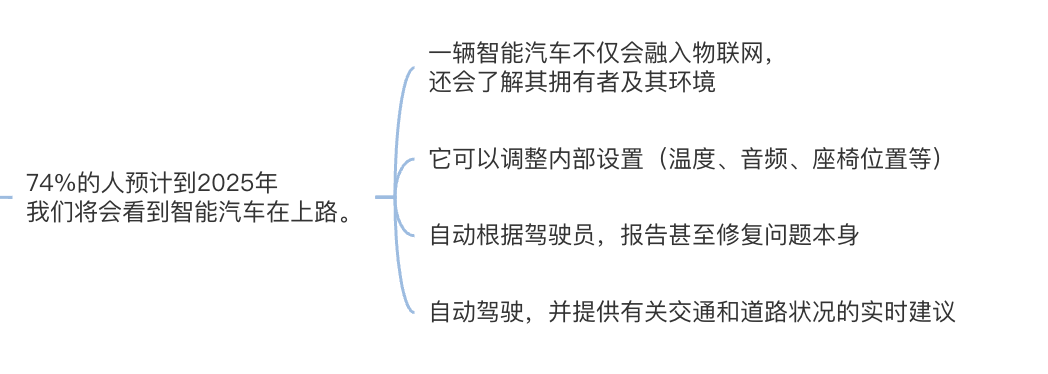 一辆智能汽车不仅会融入物联网，
还会了解其拥有者及其环境
它可以调整内部设置（温度、音频、座椅位置等）
74%的人预计到2025年
我们将会看到智能汽车在上路。
自动根据驾驶员，报告甚至修复问题本身
自动驾驶，并提供有关交通和道路状况的实时建议